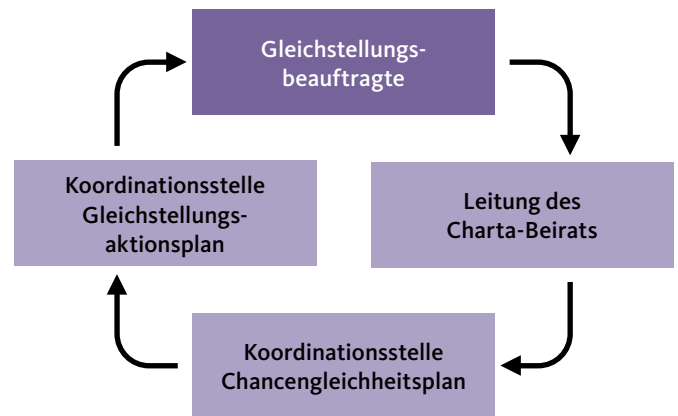 Gleichstellungs-
beauftragte
Koordinationsstelle
Gleichstellungs-
aktionsplan
Leitung des
Charta-Beirats
Koordinationsstelle
Chancengleichheitsplan